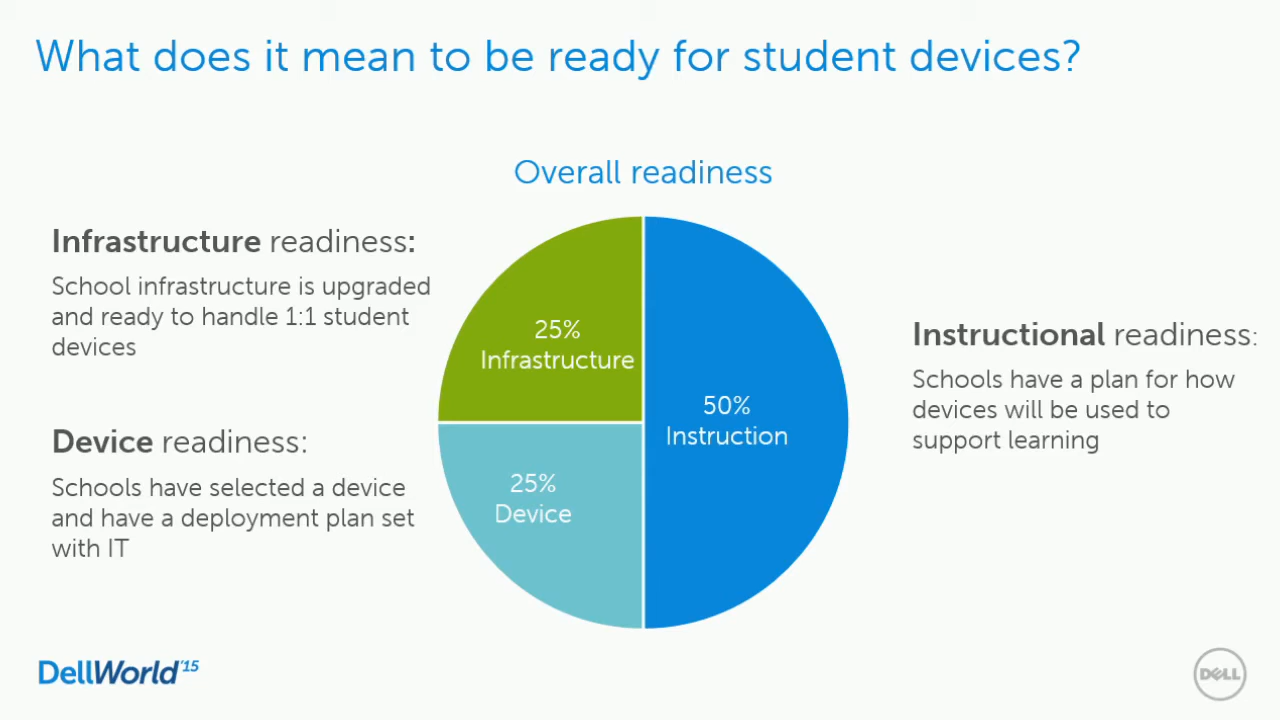 What does it mean to be ready for student devices?
Overall readiness
Infrastructure readiness:
School infrastructure is upgraded
and ready to handle 1:1 student
devices
Device readiness:
Schools have selected a device
and have a deployment plan set
with IT
25%
Infrastructure
25%
Device
50%
Instruction
Instructional readiness:
Schools have a plan for how
devices will be used to
support learning
DellWorld'15
DELL